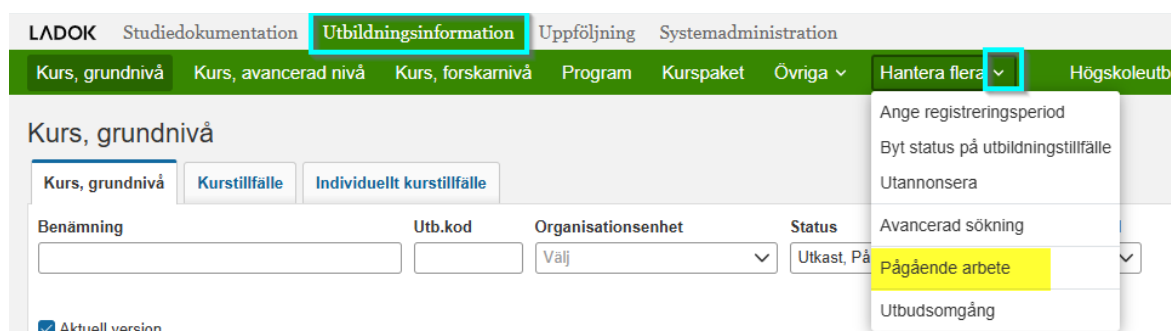 LADOK Studiedokumentation Utbildningsinformation Uppföljning Systemadministration
Kurs, grundnivå Kurs, avancerad nivå Kurs, forskarnivå Program Kurspaket Övriga Hantera flera Högskoleutb
Ange registreringsperiod
Kurs, grundnivå
Byt status på utbildningstillfälle
Kurs, grundnivå Kurstillfälle Individuellt kurstillfälle Utannonsera
Benämning Utb.kod Organisationsenhet Status Avancerad sökning
Välj Utkast, På Pågående arbete
Utbudsomgång
Aktuell version